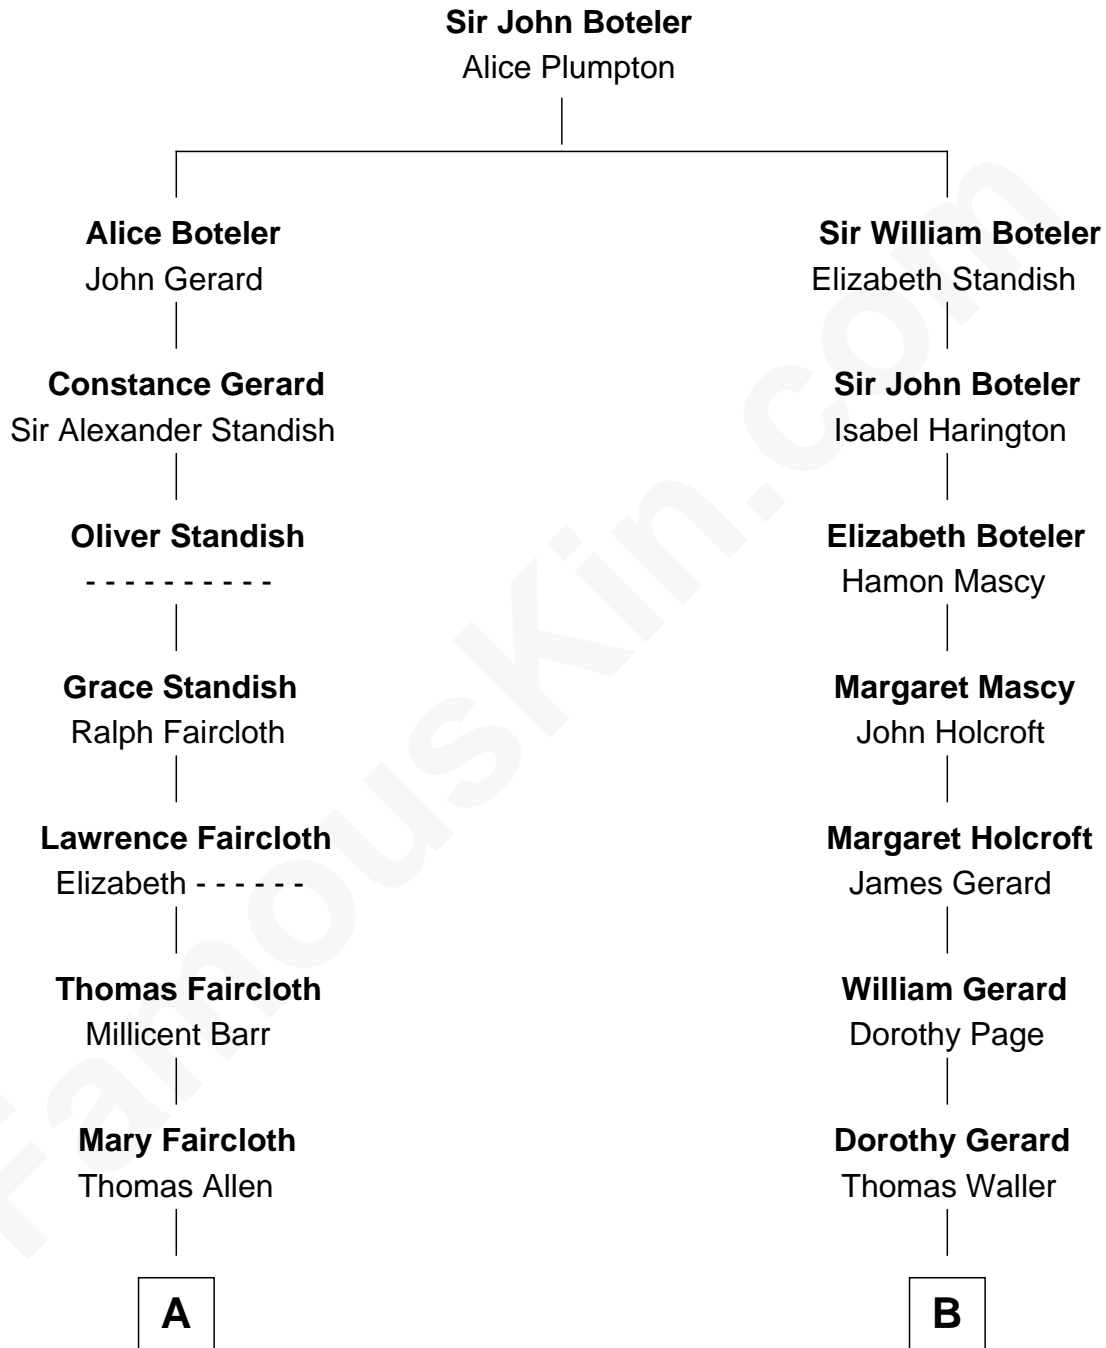 Sir John Boteler
Alice Plumpton
Alice Boteler
John Gerard
Constance Gerard
Sir Alexander Standish
Oliver Standish
- - - - - - - - - -
Grace Standish
Ralph Faircloth
Lawrence Faircloth
Elizabeth - - - - - -
Thomas Faircloth
Millicent Barr
Mary Faircloth
Thomas Allen
A
Sir William Boteler
Elizabeth Standish
Sir John Boteler
Isabel Harington
Elizabeth Boteler
Hamon Mascy
Margaret Mascy
John Holcroft
Margaret Holcroft
James Gerard
William Gerard
Dorothy Page
Dorothy Gerard
Thomas Waller
B
FamousKin.com